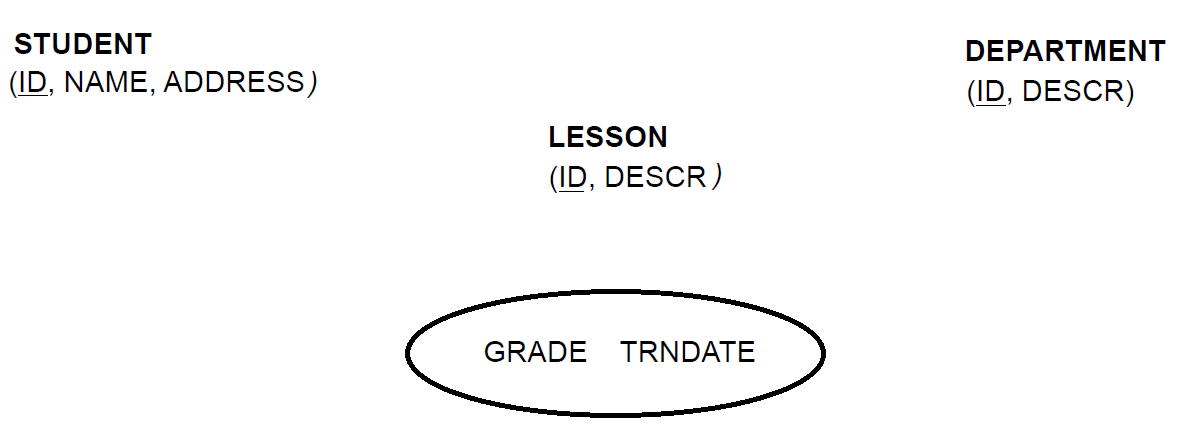 STUDENT
(ID, NAME, ADDRESS)
DEPARTMENT
(ID, DESCR)
LESSON
(ID, DESCR )
GRADE TRNDATE